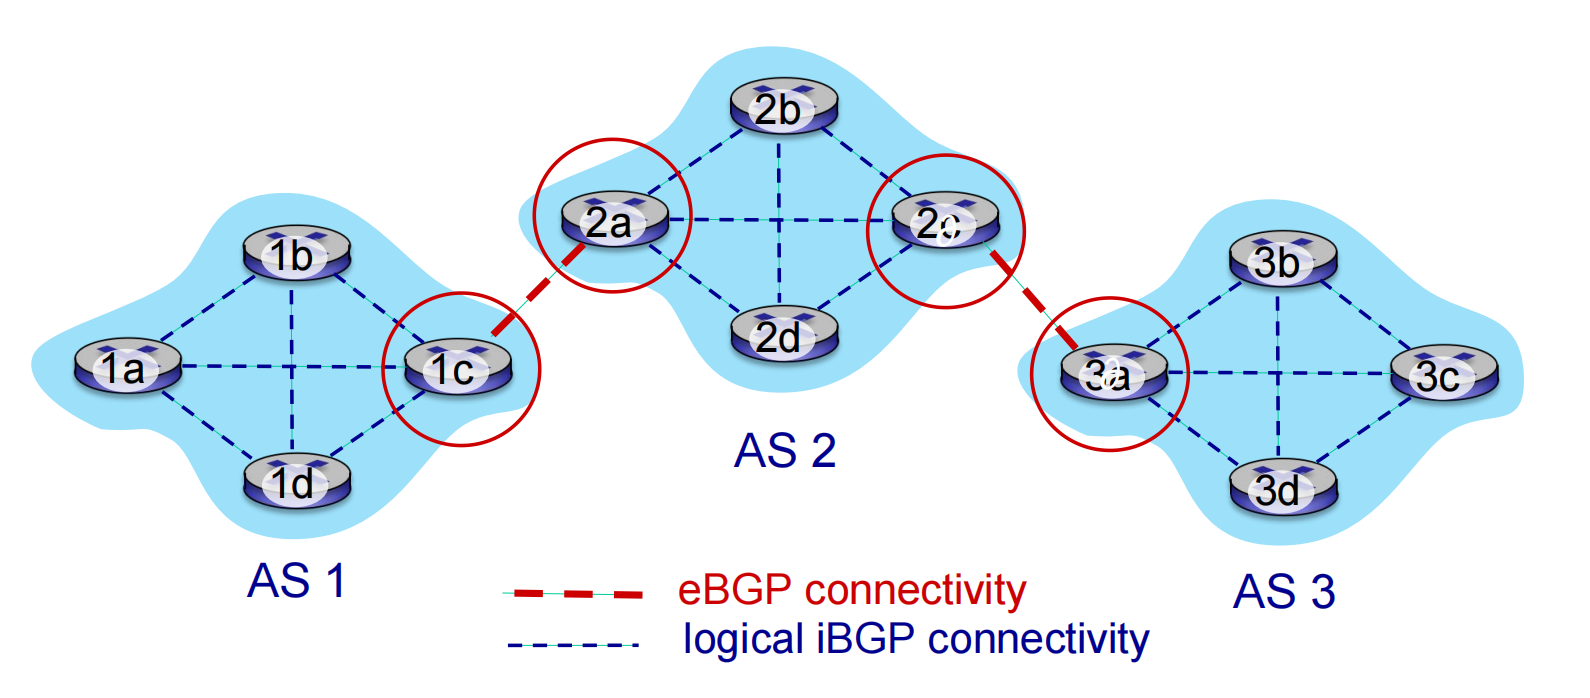 2b
2a
2c
2d
1b
1a
1c
1d
3b
3a
3c
3d
AS 2
AS 1
AS 3
eBGP connectivity
logical iBGP connectivity